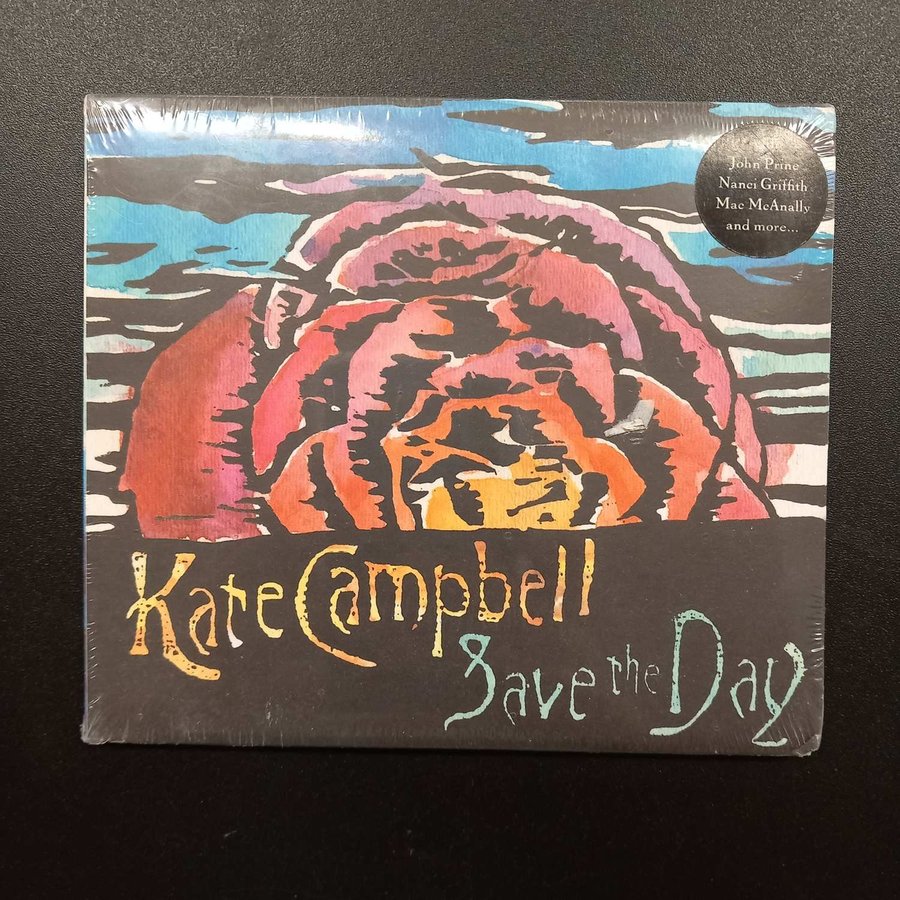 John Prine
Nanci Griffith
Mac McAnally
and more...
Kate Campbell
Save the Day